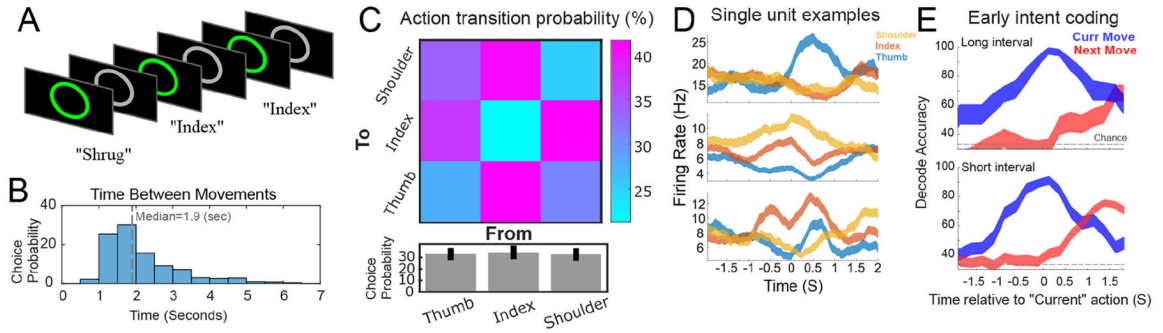 A
"Shrug"
"Index"
"Index"
B
Time Between Movements
Median=1.9 (sec)
Choice
Probability
40
20
0
0 1 2 3 4 5 6 7
Time (Seconds)
C
Action transition probability (%)
To
Shoulder
Index
Thumb
40
35
30
25
From
Choice
Probability
30
20
10
0
Thumb Index Shoulder
D
Single unit examples
Shoulder
Index
Thumb
Firing Rate (Hz)
25
20
15
10
8
6
4
12
10
8
6
-1.5 -1 -0.5 0 0.5 1 1.5 2
Time (S)
E
Early intent coding
Curr Move
Next Move
Long interval
Decode Accuracy
100
80
60
40
Chance
Short interval
100
80
60
40
-1.5 -1 -0.5 0 0.5 1 1.5
Time relative to "Current" action (S)